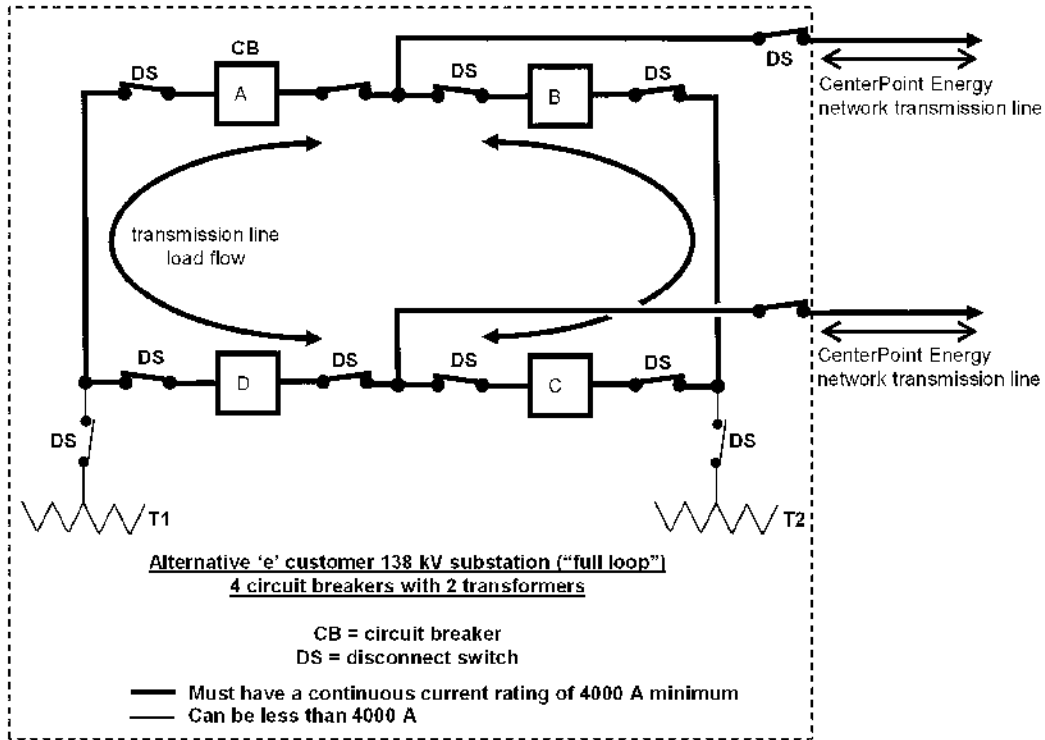 CB
DS
A
DS
B
DS
DS
CenterPoint Energy
network transmission line
transmission line
load flow
DS
D
DS
DS
C
DS
CenterPoint Energy
network transmission line
DS
DS
T1
T2
Alternative ‘e’ customer 138 kV substation (“full loop”)
4 circuit breakers with 2 transformers
CB = circuit breaker
DS = disconnect switch
Must have a continuous current rating of 4000 A minimum
Can be less than 4000 A